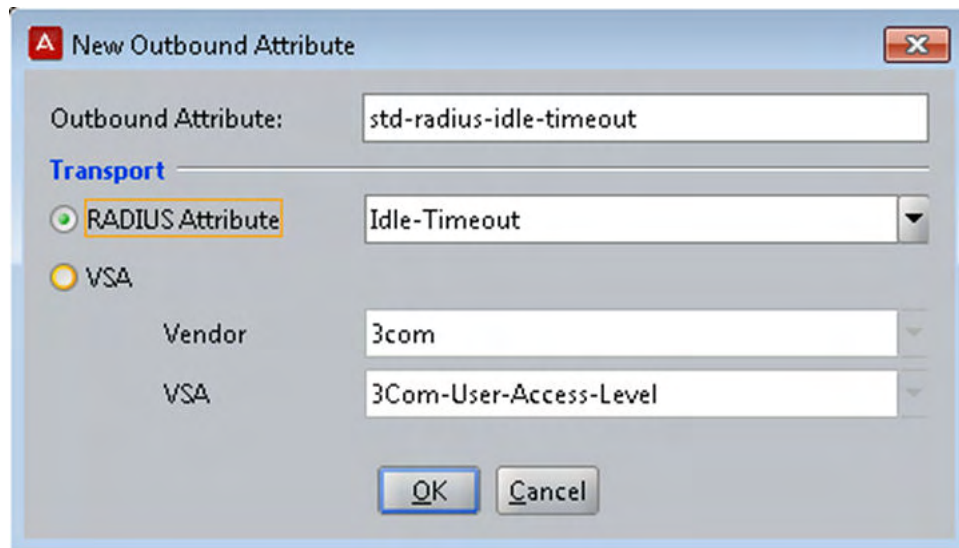 New Outbound Attribute
Outbound Attribute: std-radius-idle-timeout
Transport
RADIUS Attribute Idle-Timeout
VSA
Vendor 3com
VSA 3Com-User-Access-Level
OK Cancel